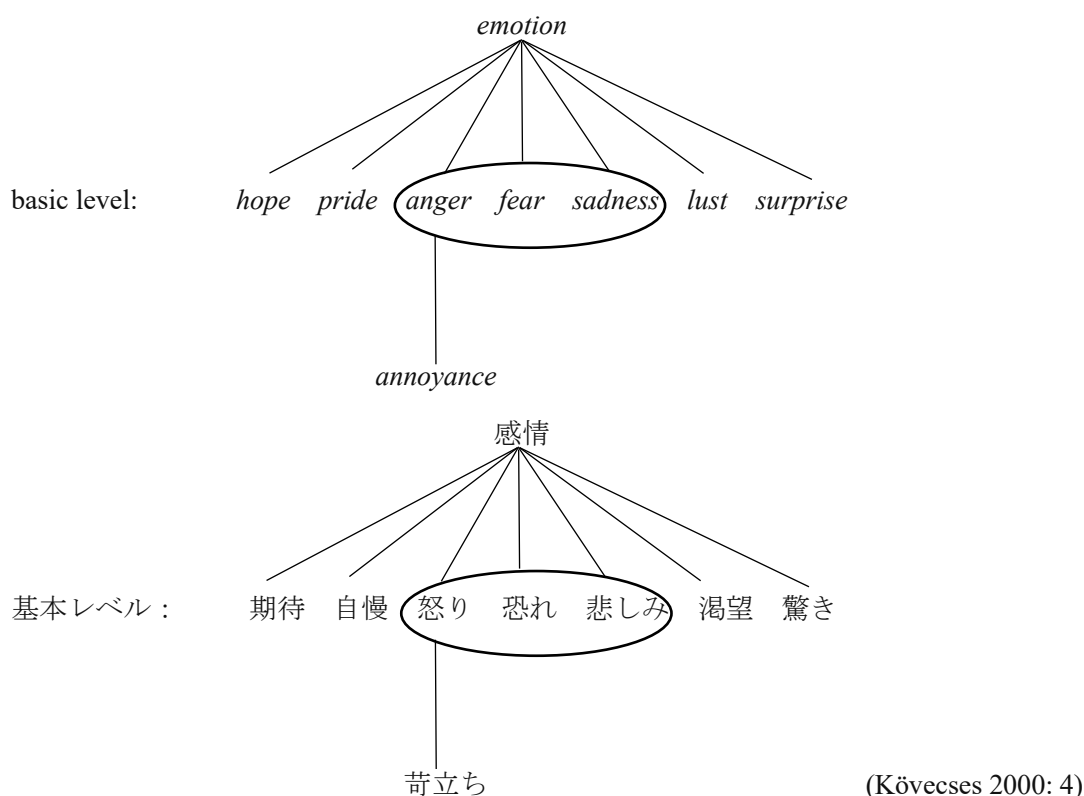 emotion
basic level: hope pride anger fear sadness lust surprise
annoyance
感情
基本レベル： 期待 自慢 怒り 恐れ 悲しみ 渇望 驚き
苛立ち (Kövecses 2000: 4)